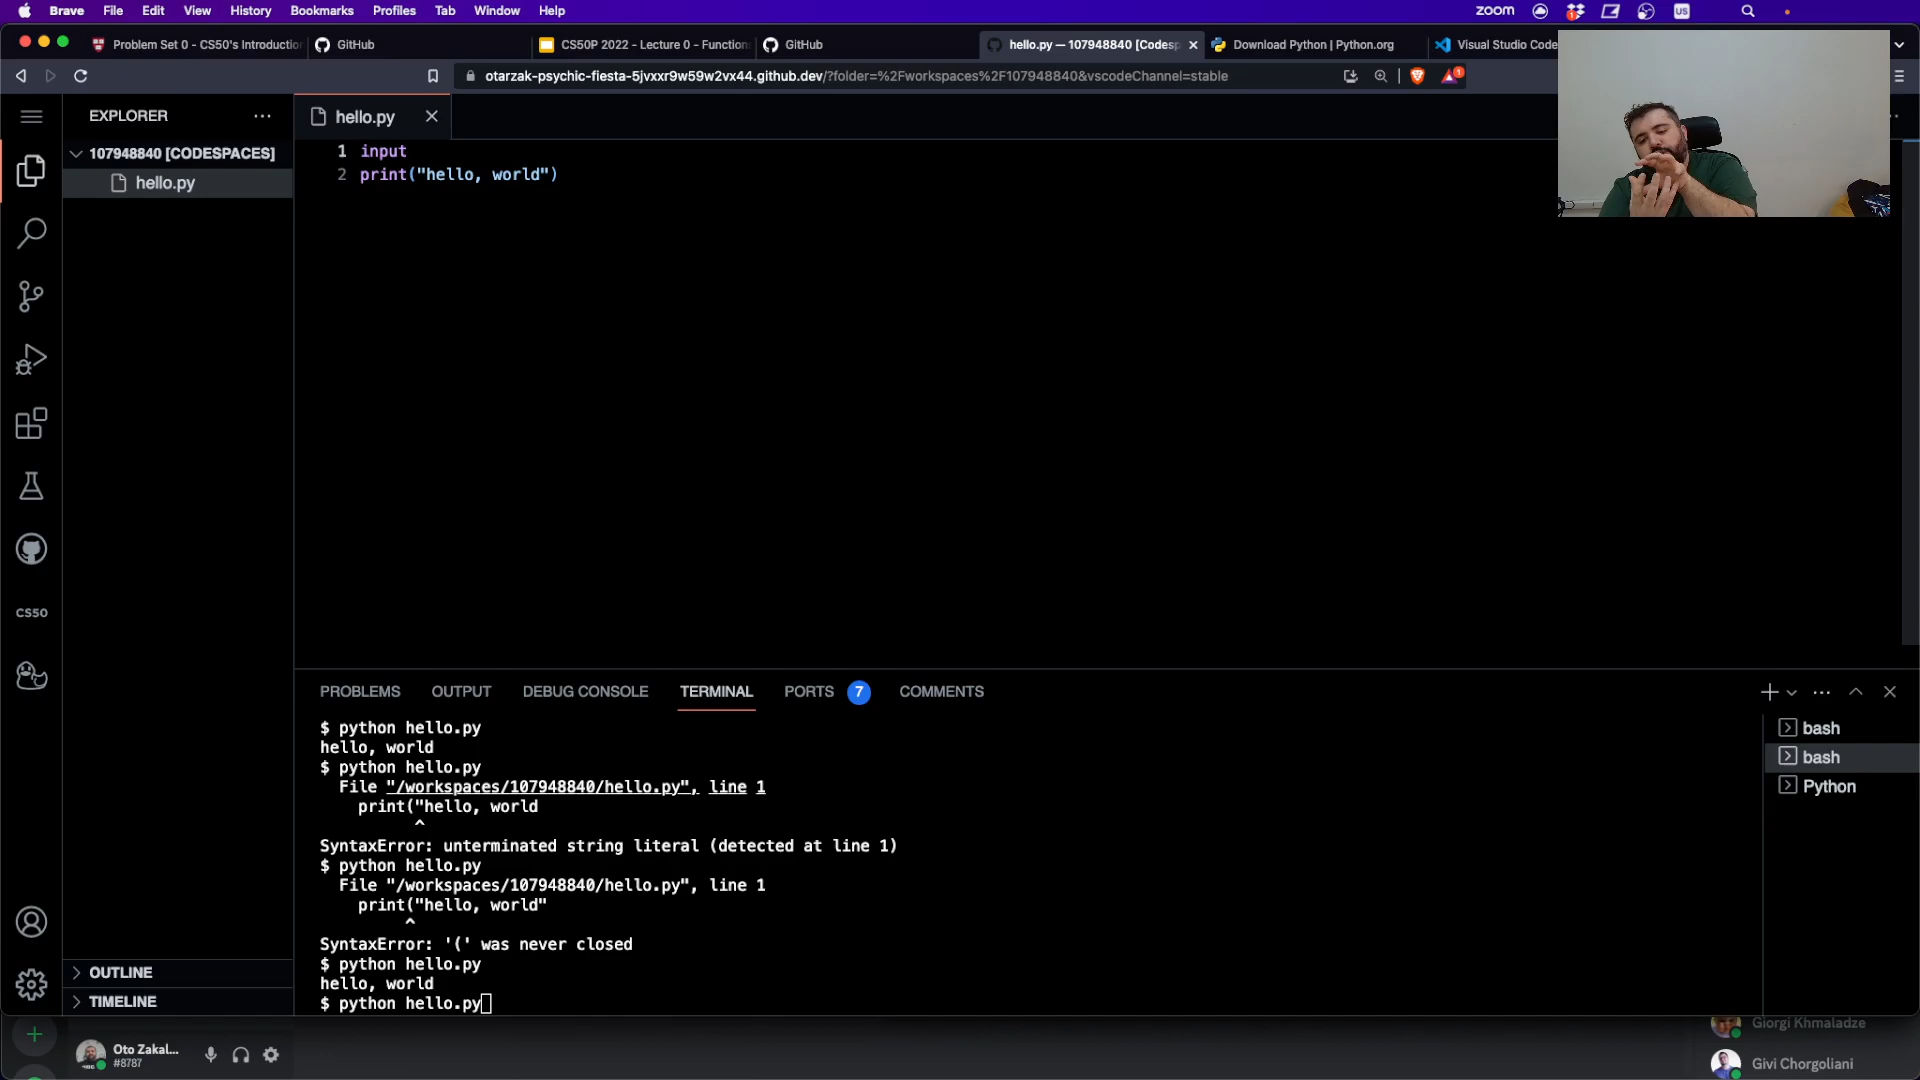 Brave File Edit View History Bookmarks Profiles Tab Window Help zoom US
Problem Set 0 - CS50's Introduction
GitHub
CS50P 2022 - Lecture 0 - Function
GitHub
hello.py — 107948840 [Codesp
Download Python | Python.org
Visual Studio Code
otarzak-psychic-fiesta-5jvxxr9w59w2vx44.github.dev/?folder=%2Fworkspaces%2F107948840&vscodeChannel=stable
1
EXPLORER
107948840 [CODESPACES]
hello.py
hello.py
1 input
2 print("hello, world")
CS50
OUTLINE
TIMELINE
PROBLEMS OUTPUT DEBUG CONSOLE TERMINAL PORTS 7 COMMENTS
$ python hello.py
hello, world
$ python hello.py
File "/workspaces/107948840/hello.py", line 1
print("hello, world
^
SyntaxError: unterminated string literal (detected at line 1)
$ python hello.py
File "/workspaces/107948840/hello.py", line 1
print("hello, world"
^
SyntaxError: '(' was never closed
$ python hello.py
hello, world
$ python hello.py
bash
bash
Python
Oto Zakal...
#8787
Giorgi Khmaladze
Givi Chorgoliani